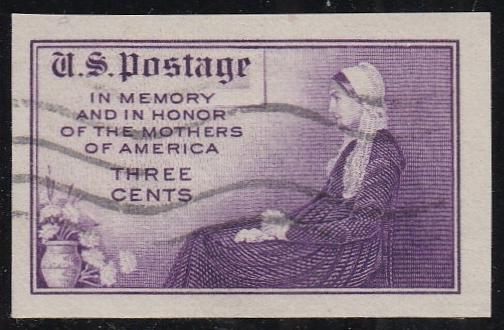 U.S. Postage
IN MEMORY
AND IN HONOR
OF THE MOTHERS
OF AMERICA
THREE
CENTS